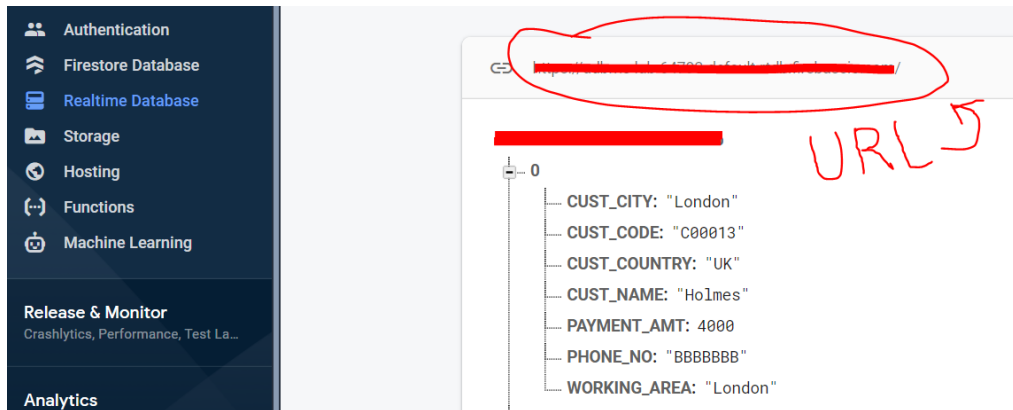 Authentication
Firestore Database
Realtime Database
Storage
Hosting
Functions
Machine Learning
Release & Monitor
Crashlytics, Performance, Test La...
Analytics
/
URL
0
CUST_CITY: "London"
CUST_CODE: "C00013"
CUST_COUNTRY: "UK"
CUST_NAME: "Holmes"
PAYMENT_AMT: 4000
PHONE_NO: "BBBBBBB"
WORKING_AREA: "London"